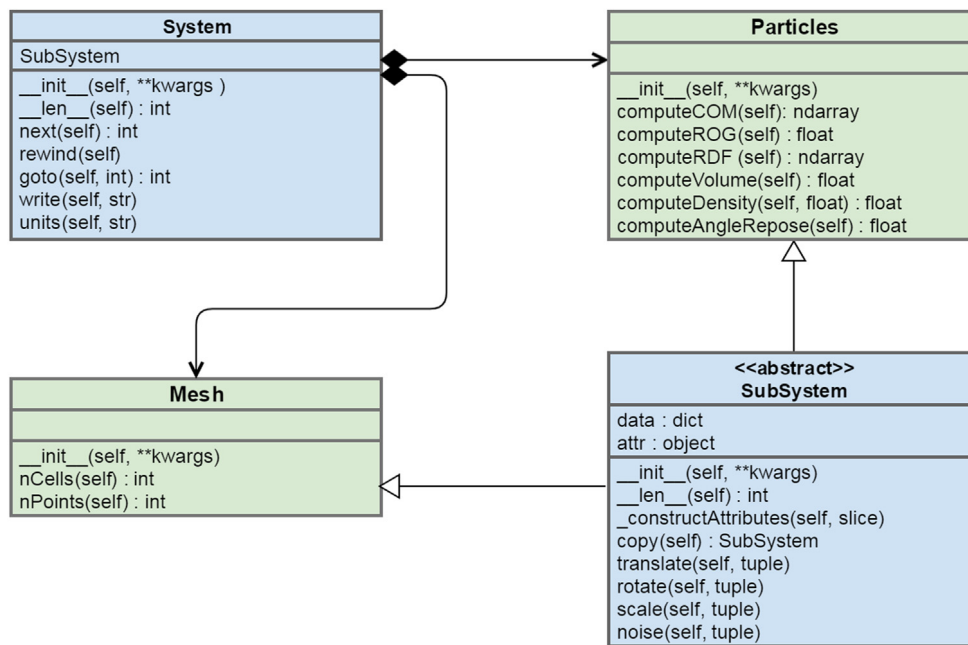 System
SubSystem
__init__(self, **kwargs )
__len__(self) : int
next(self) : int
rewind(self)
goto(self, int) : int
write(self, str)
units(self, str)
Particles
__init__(self, **kwargs)
computeCOM(self): ndarray
computeROG(self) : float
computeRDF (self) : ndarray
computeVolume(self) : float
computeDensity(self, float) : float
computeAngleRepose(self) : float
Mesh
__init__(self, **kwargs)
nCells(self) : int
nPoints(self) : int
<<abstract>>
SubSystem
data : dict
attr : object
__init__(self, **kwargs)
__len__(self) : int
_constructAttributes(self, slice)
copy(self) : SubSystem
translate(self, tuple)
rotate(self, tuple)
scale(self, tuple)
noise(self, tuple)